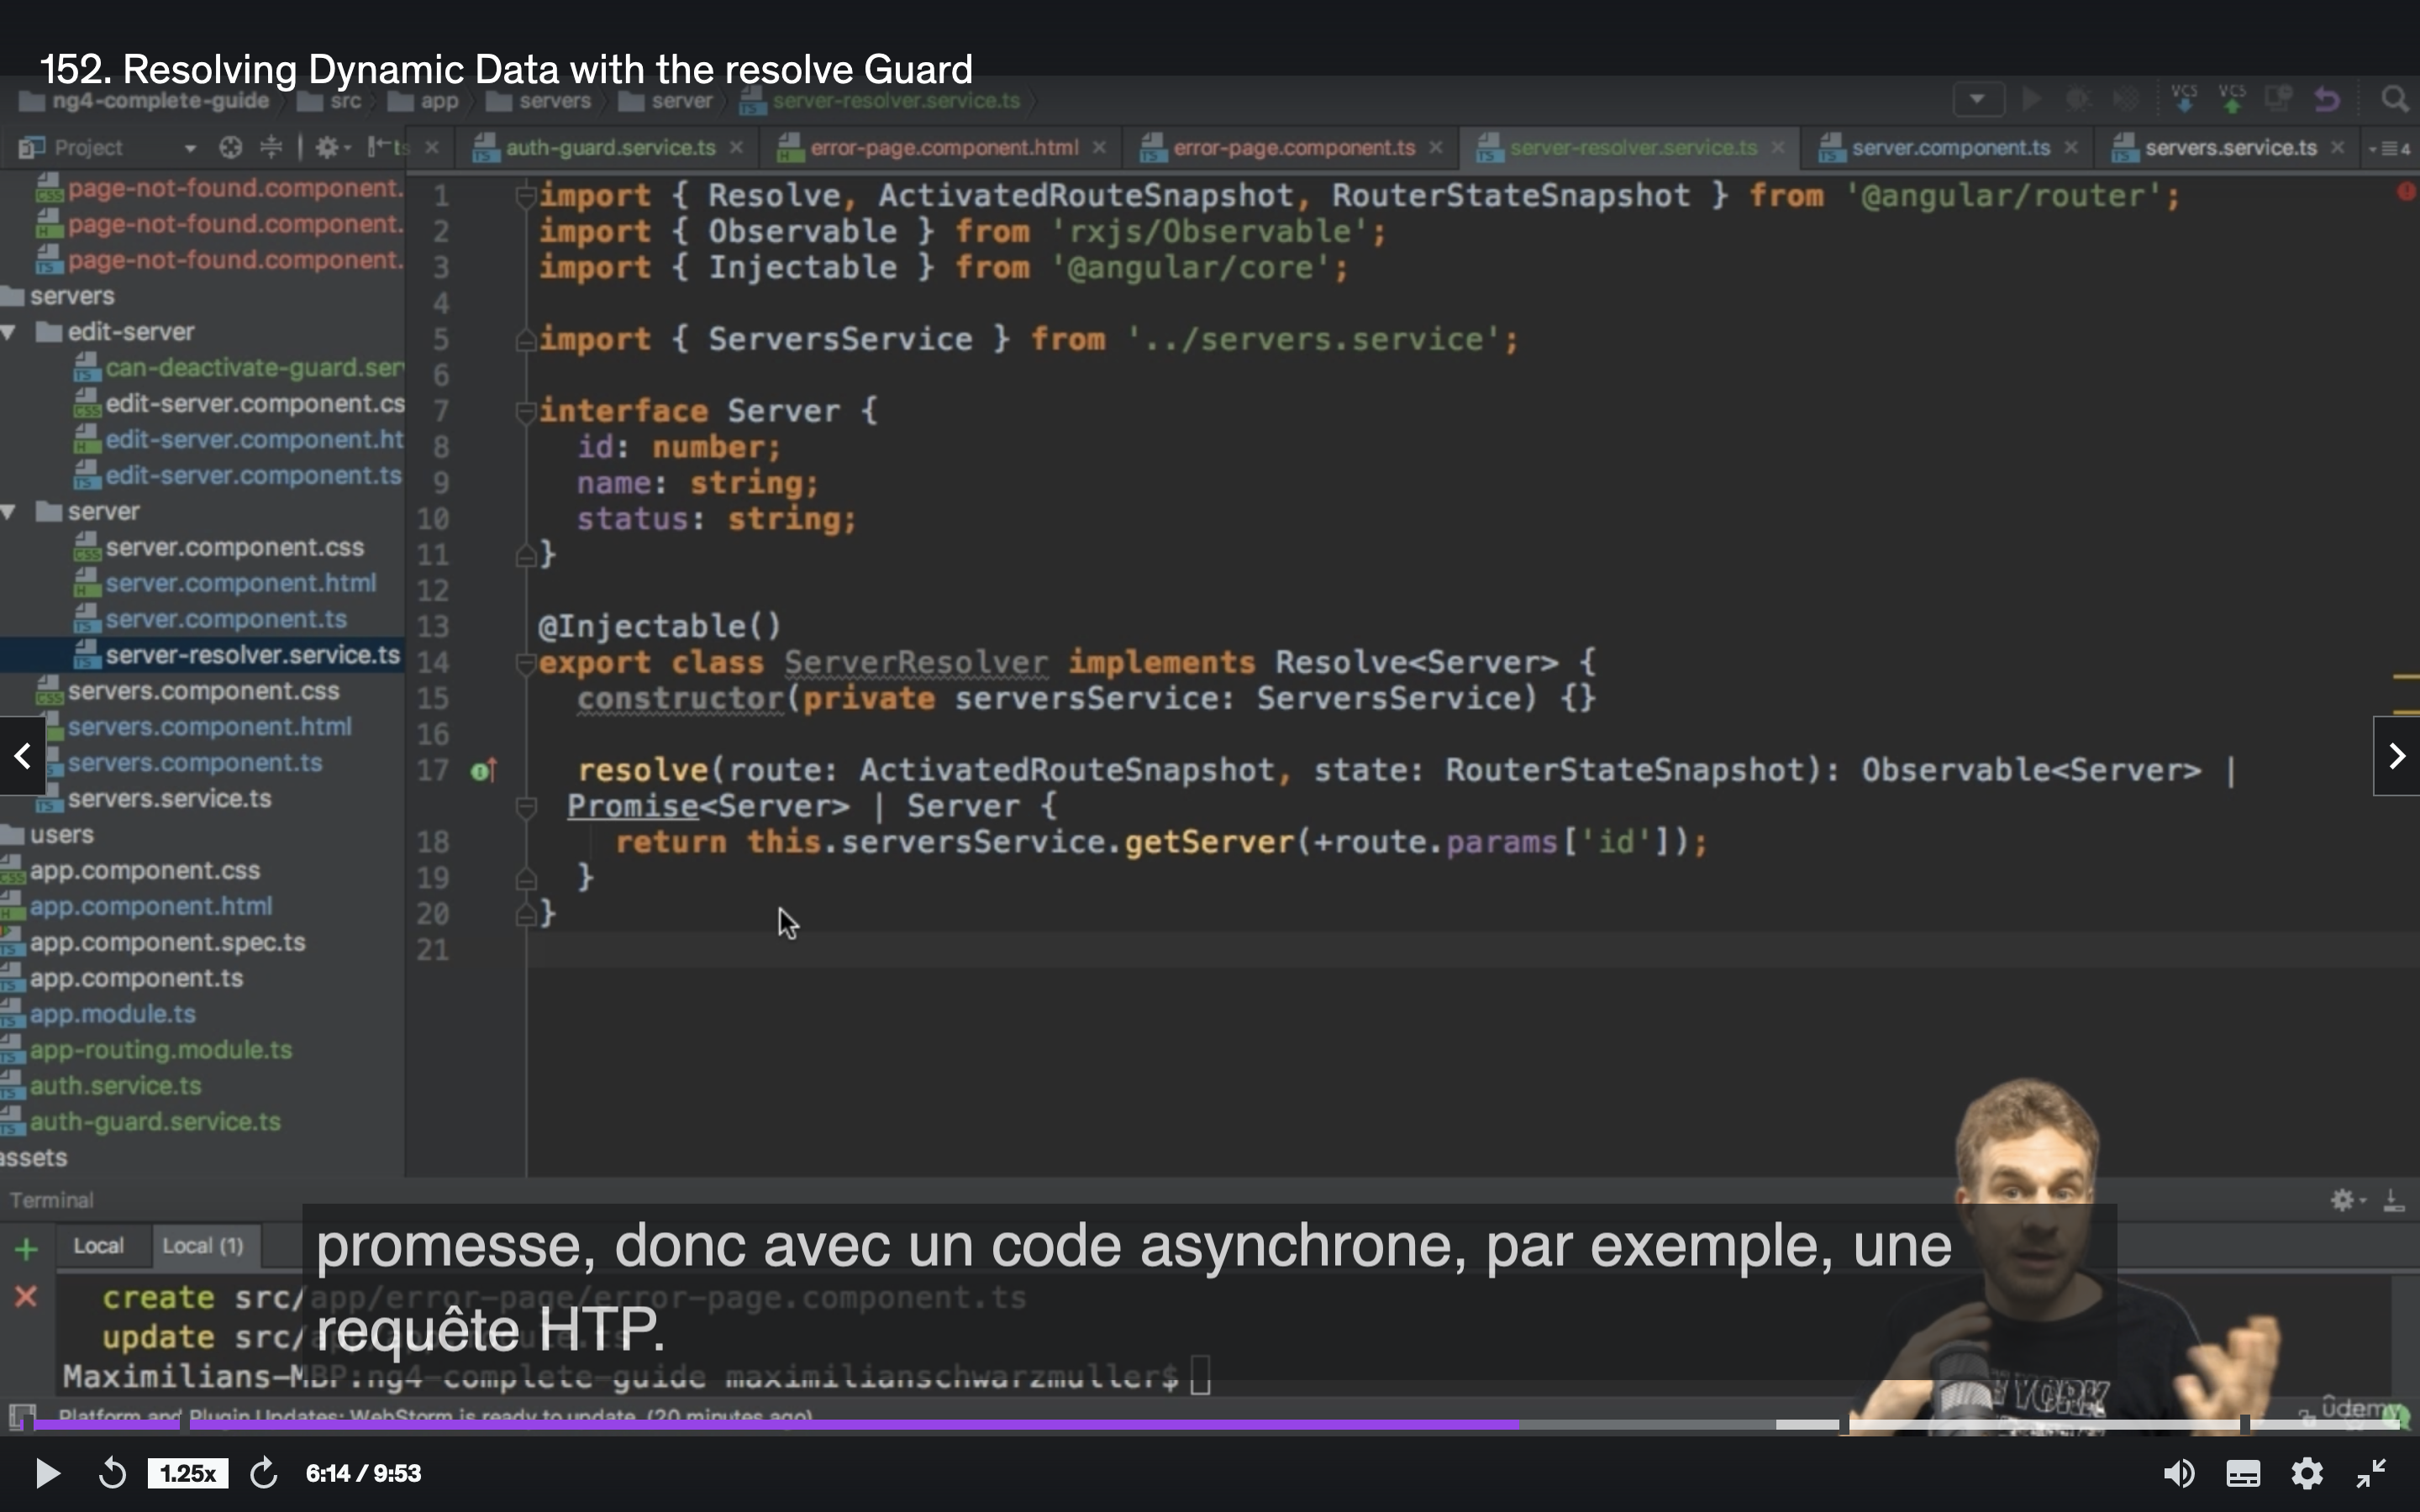 152. Resolving Dynamic Data with the resolve Guard
ng4-complete-guide src app servers server server-resolver.service.ts
VCS VCS
Project
ts auth-guard.service.ts error-page.component.html error-page.component.ts server-resolver.service.ts server.component.ts servers.service.ts 4
page-not-found.component.
page-not-found.component.
page-not-found.component.
servers
edit-server
can-deactivate-guard.ser
edit-server.component.cs
edit-server.component.ht
edit-server.component.ts
server
server.component.css
server.component.html
server.component.ts
server-resolver.service.ts
servers.component.css
servers.component.html
servers.component.ts
servers.service.ts
users
app.component.css
app.component.html
app.component.spec.ts
app.component.ts
app.module.ts
app-routing.module.ts
auth.service.ts
auth-guard.service.ts
assets
1 import { Resolve, ActivatedRouteSnapshot, RouterStateSnapshot } from '@angular/router';
2 import { Observable } from 'rxjs/Observable';
3 import { Injectable } from '@angular/core';
4
5 import { ServersService } from '../servers.service';
6
7 interface Server {
8 id: number;
9 name: string;
10 status: string;
11 }
12
13 @Injectable()
14 export class ServerResolver implements Resolve<Server> {
15 constructor(private serversService: ServersService) {}
16
17 resolve(route: ActivatedRouteSnapshot, state: RouterStateSnapshot): Observable<Server> |
Promise<Server> | Server {
18 return this.serversService.getServer(+route.params['id']);
19 }
20 }
21
Terminal
Local Local (1)
create src/app/error-page/error-page.component.ts
update src/app/app.module.ts
Maximilians-MBP:ng4-complete-guide maximilianschwarzmuller$
promesse, donc avec un code asynchrone, par exemple, une
requête HTP.
YORK
Platform and Plugin Updates: WebStorm is ready to update. (20 minutes ago)
ûdemy
1.25x 6:14 / 9:53